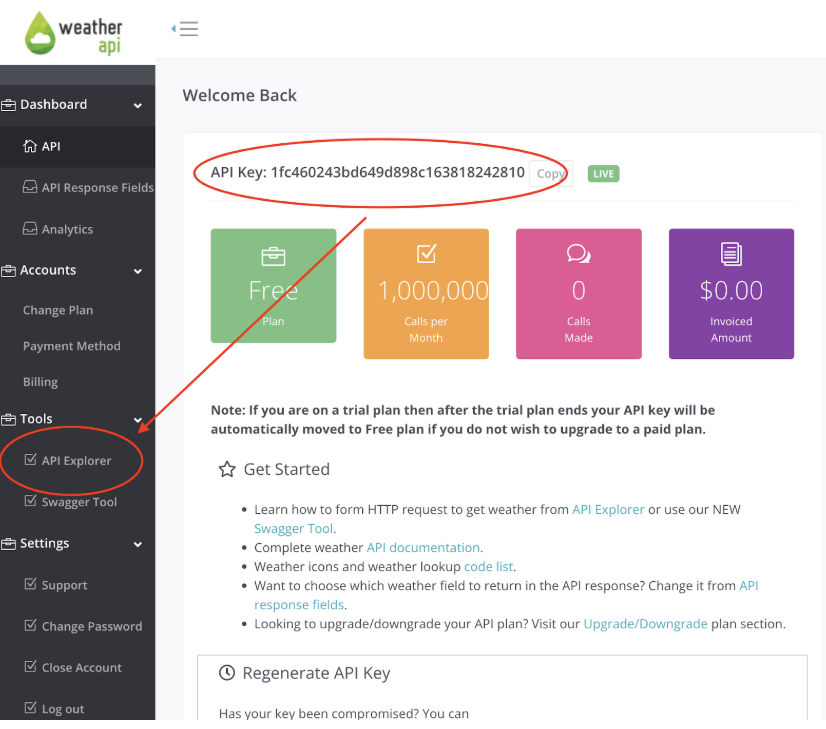 weather
api
Dashboard
API
API Response Fields
Analytics
Accounts
Change Plan
Payment Method
Billing
Tools
API Explorer
Swagger Tool
Settings
Support
Change Password
Close Account
Log out
Welcome Back
API Key: 1fc460243bd649d898c163818242810 Copy LIVE
Free
Plan
1,000,000
Calls per
Month
0
Calls
Made
$0.00
Invoiced
Amount
Note: If you are on a trial plan then after the trial plan ends your API key will be
automatically moved to Free plan if you do not wish to upgrade to a paid plan.
Get Started
Learn how to form HTTP request to get weather from API Explorer or use our NEW
Swagger Tool.
Complete weather API documentation.
Weather icons and weather lookup code list.
Want to choose which weather field to return in the API response? Change it from API
response fields.
Looking to upgrade/downgrade your API plan? Visit our Upgrade/Downgrade plan section.
Regenerate API Key
Has your key been compromised? You can